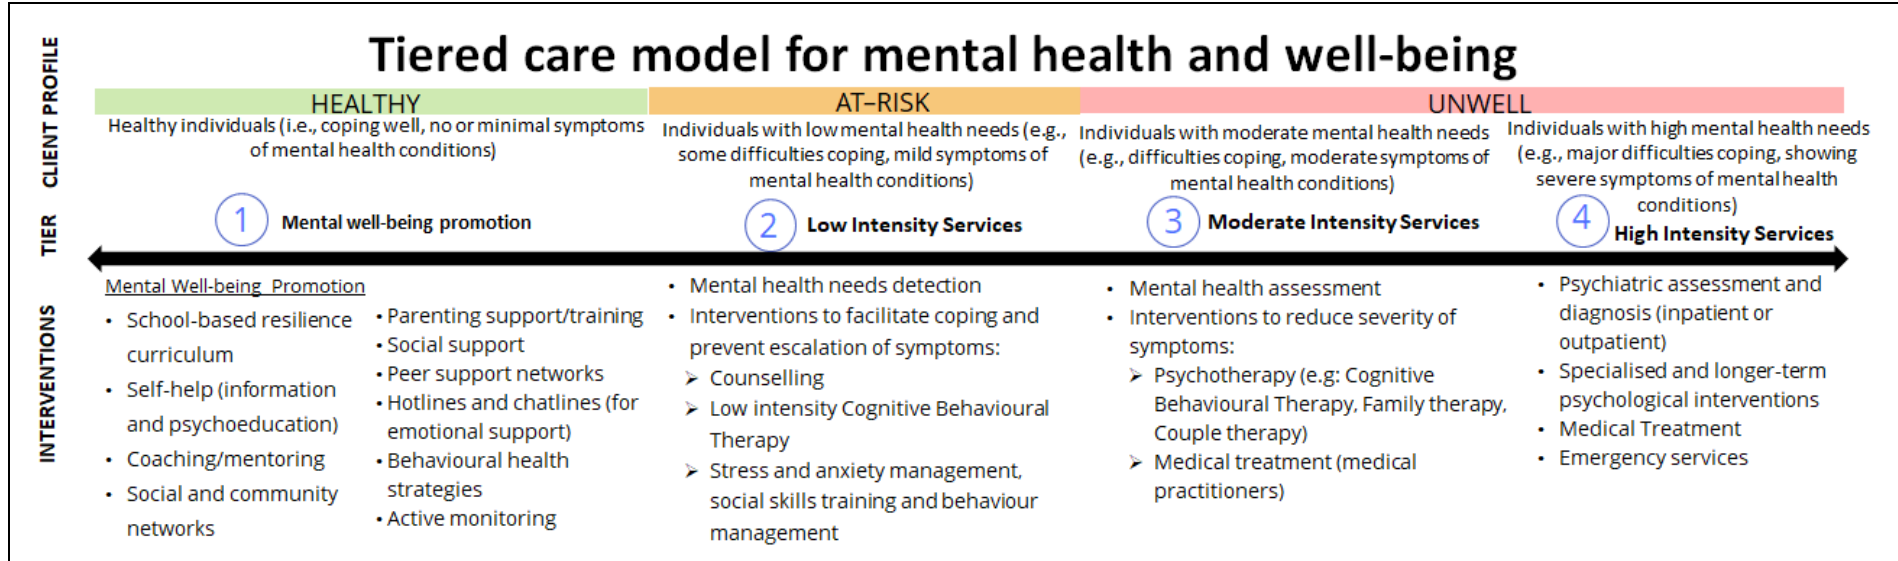 Tiered care model for mental health and well-being
CLIENT PROFILE
HEALTHY
Healthy individuals (i.e., coping well, no or minimal symptoms
of mental health conditions)
AT–RISK
Individuals with low mental health needs (e.g.,
some difficulties coping, mild symptoms of
mental health conditions)
UNWELL
Individuals with moderate mental health needs
(e.g., difficulties coping, moderate symptoms of
mental health conditions)
Individuals with high mental health needs
(e.g., major difficulties coping, showing
severe symptoms of mental health
conditions)
TIER
1 Mental well-being promotion
2 Low Intensity Services
3 Moderate Intensity Services
4 High Intensity Services
INTERVENTIONS
Mental Well-being Promotion
• School-based resilience
curriculum
• Self-help (information
and psychoeducation)
• Coaching/mentoring
• Social and community
networks
• Parenting support/training
• Social support
• Peer support networks
• Hotlines and chatlines (for
emotional support)
• Behavioural health
strategies
• Active monitoring
• Mental health needs detection
• Interventions to facilitate coping and
prevent escalation of symptoms:
➢ Counselling
➢ Low intensity Cognitive Behavioural
Therapy
➢ Stress and anxiety management,
social skills training and behaviour
management
• Mental health assessment
• Interventions to reduce severity of
symptoms:
➢ Psychotherapy (e.g: Cognitive
Behavioural Therapy, Family therapy,
Couple therapy)
➢ Medical treatment (medical
practitioners)
• Psychiatric assessment and
diagnosis (inpatient or
outpatient)
• Specialised and longer-term
psychological interventions
• Medical Treatment
• Emergency services